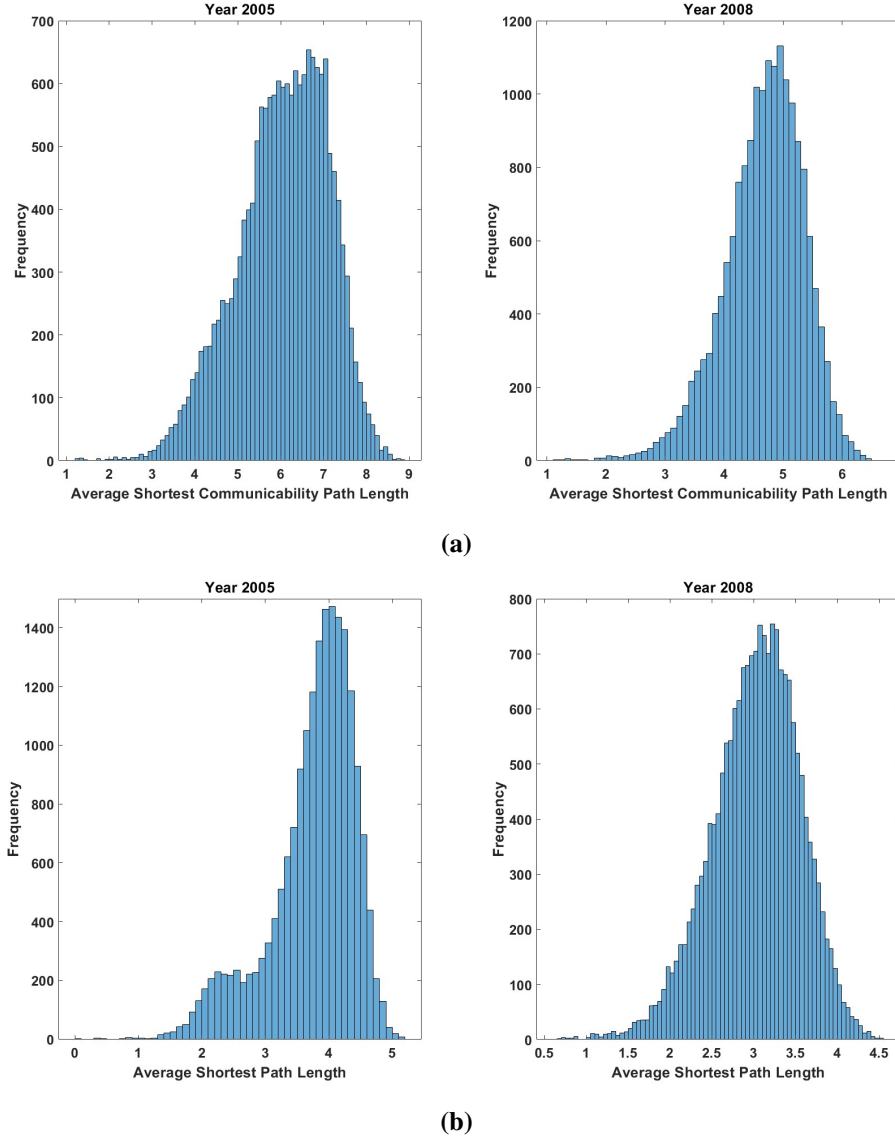 Year 2005
700
600
500
400
300
200
100
0
Frequency
1 2 3 4 5 6 7 8 9
Average Shortest Communicability Path Length
Year 2008
1200
1000
800
600
400
200
0
Frequency
1 2 3 4 5 6
Average Shortest Communicability Path Length
(a)
Year 2005
1400
1200
1000
800
600
400
200
0
Frequency
0 1 2 3 4 5
Average Shortest Path Length
Year 2008
800
700
600
500
400
300
200
100
0
Frequency
0.5 1 1.5 2 2.5 3 3.5 4 4.5
Average Shortest Path Length
(b)